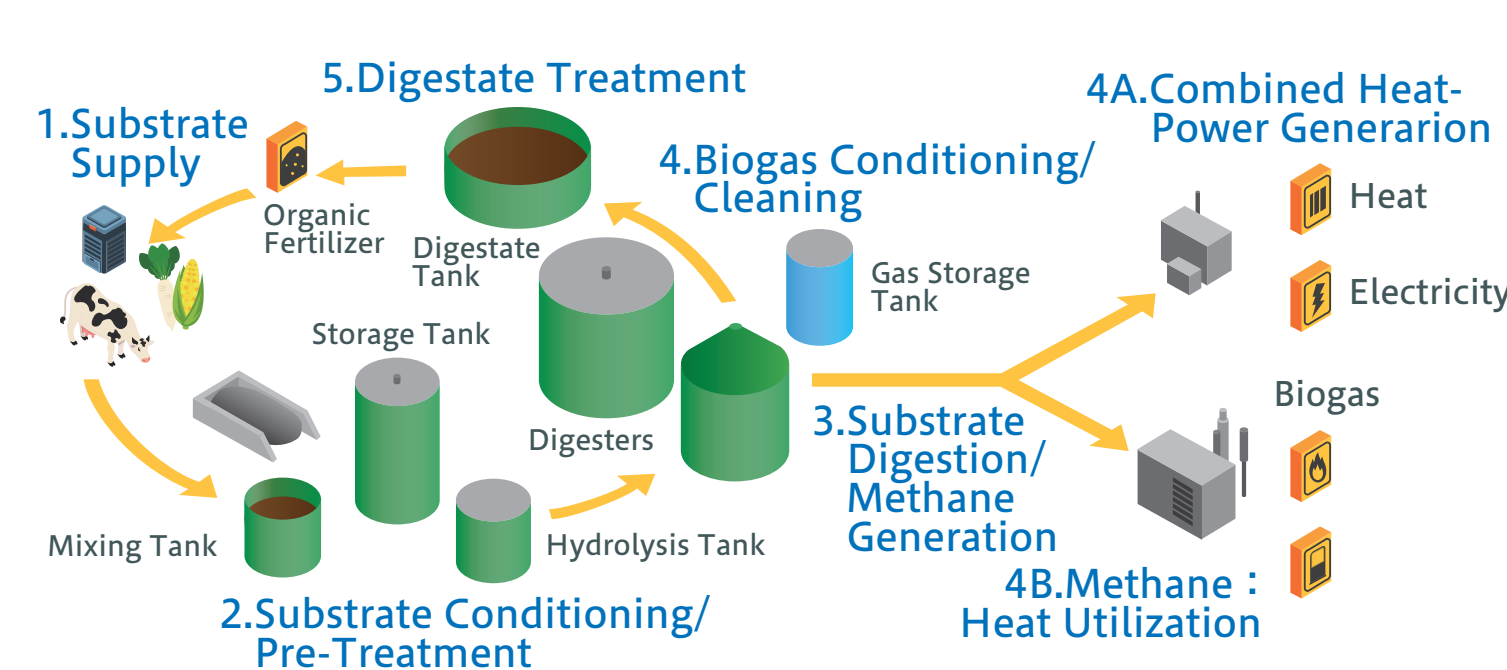 1.Substrate
Supply
5.Digestate Treatment
Organic
Fertilizer
Digestate
Tank
4.Biogas Conditioning/
Cleaning
Gas Storage
Tank
4A.Combined Heat-
Power Generarion
Heat
Electricity
Storage Tank
Digesters
Mixing Tank
Hydrolysis Tank
2.Substrate Conditioning/
Pre-Treatment
3.Substrate
Digestion/
Methane
Generation
Biogas
4B.Methane：
Heat Utilization